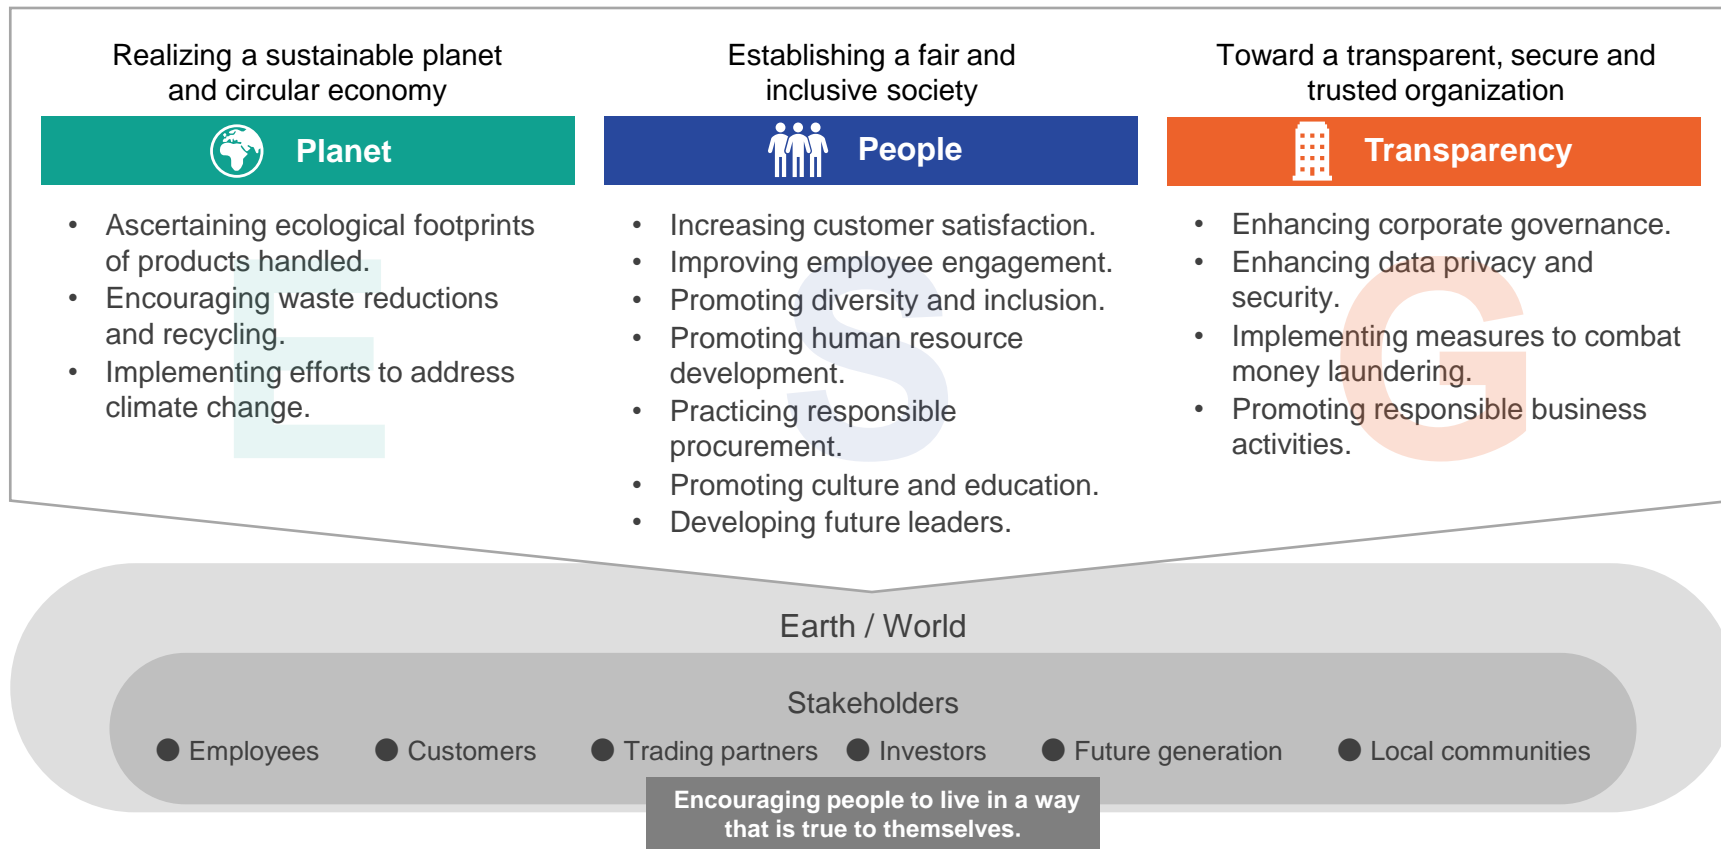 Realizing a sustainable planet
and circular economy
Planet
• Ascertaining ecological footprints
of products handled.
• Encouraging waste reductions
and recycling.
• Implementing efforts to address
climate change.
E
Establishing a fair and
inclusive society
People
• Increasing customer satisfaction.
• Improving employee engagement.
• Promoting diversity and inclusion.
• Promoting human resource
development.
• Practicing responsible
procurement.
• Promoting culture and education.
• Developing future leaders.
S
Toward a transparent, secure and
trusted organization
Transparency
• Enhancing corporate governance.
• Enhancing data privacy and
security.
• Implementing measures to combat
money laundering.
• Promoting responsible business
activities.
G
Earth / World
Stakeholders
● Employees ● Customers ● Trading partners ● Investors ● Future generation ● Local communities
Encouraging people to live in a way
that is true to themselves.